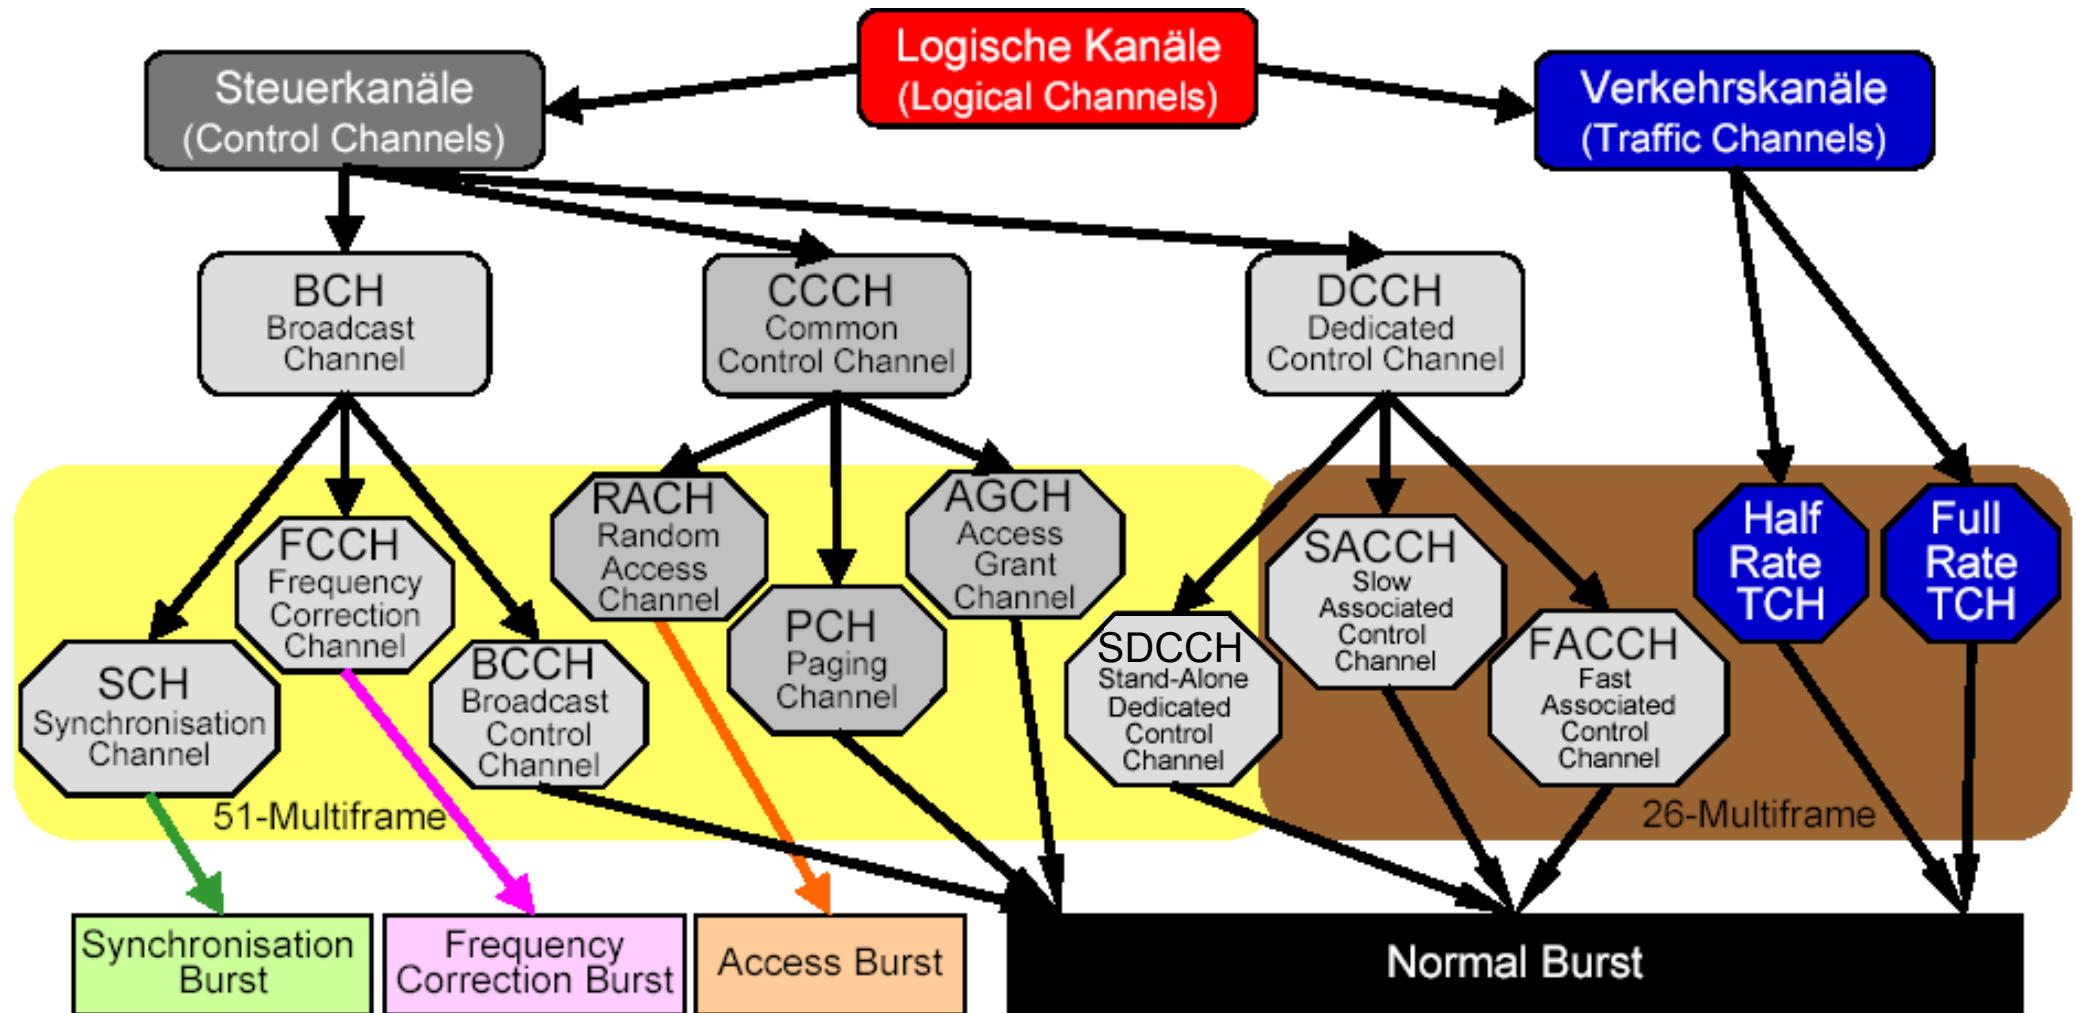 Logische Kanäle
(Logical Channels)
Steuerkanäle
(Control Channels)
Verkehrskanäle
(Traffic Channels)
BCH
Broadcast
Channel
CCCH
Common
Control Channel
DCCH
Dedicated
Control Channel
SCH
Synchronisation
Channel
FCCH
Frequency
Correction
Channel
BCCH
Broadcast
Control
Channel
RACH
Random
Access
Channel
PCH
Paging
Channel
AGCH
Access
Grant
Channel
SDCCH
Stand-Alone
Dedicated
Control
Channel
SACCH
Slow
Associated
Control
Channel
FACCH
Fast
Associated
Control
Channel
Half
Rate
TCH
Full
Rate
TCH
51-Multiframe
26-Multiframe
Synchronisation
Burst
Frequency
Correction Burst
Access Burst
Normal Burst